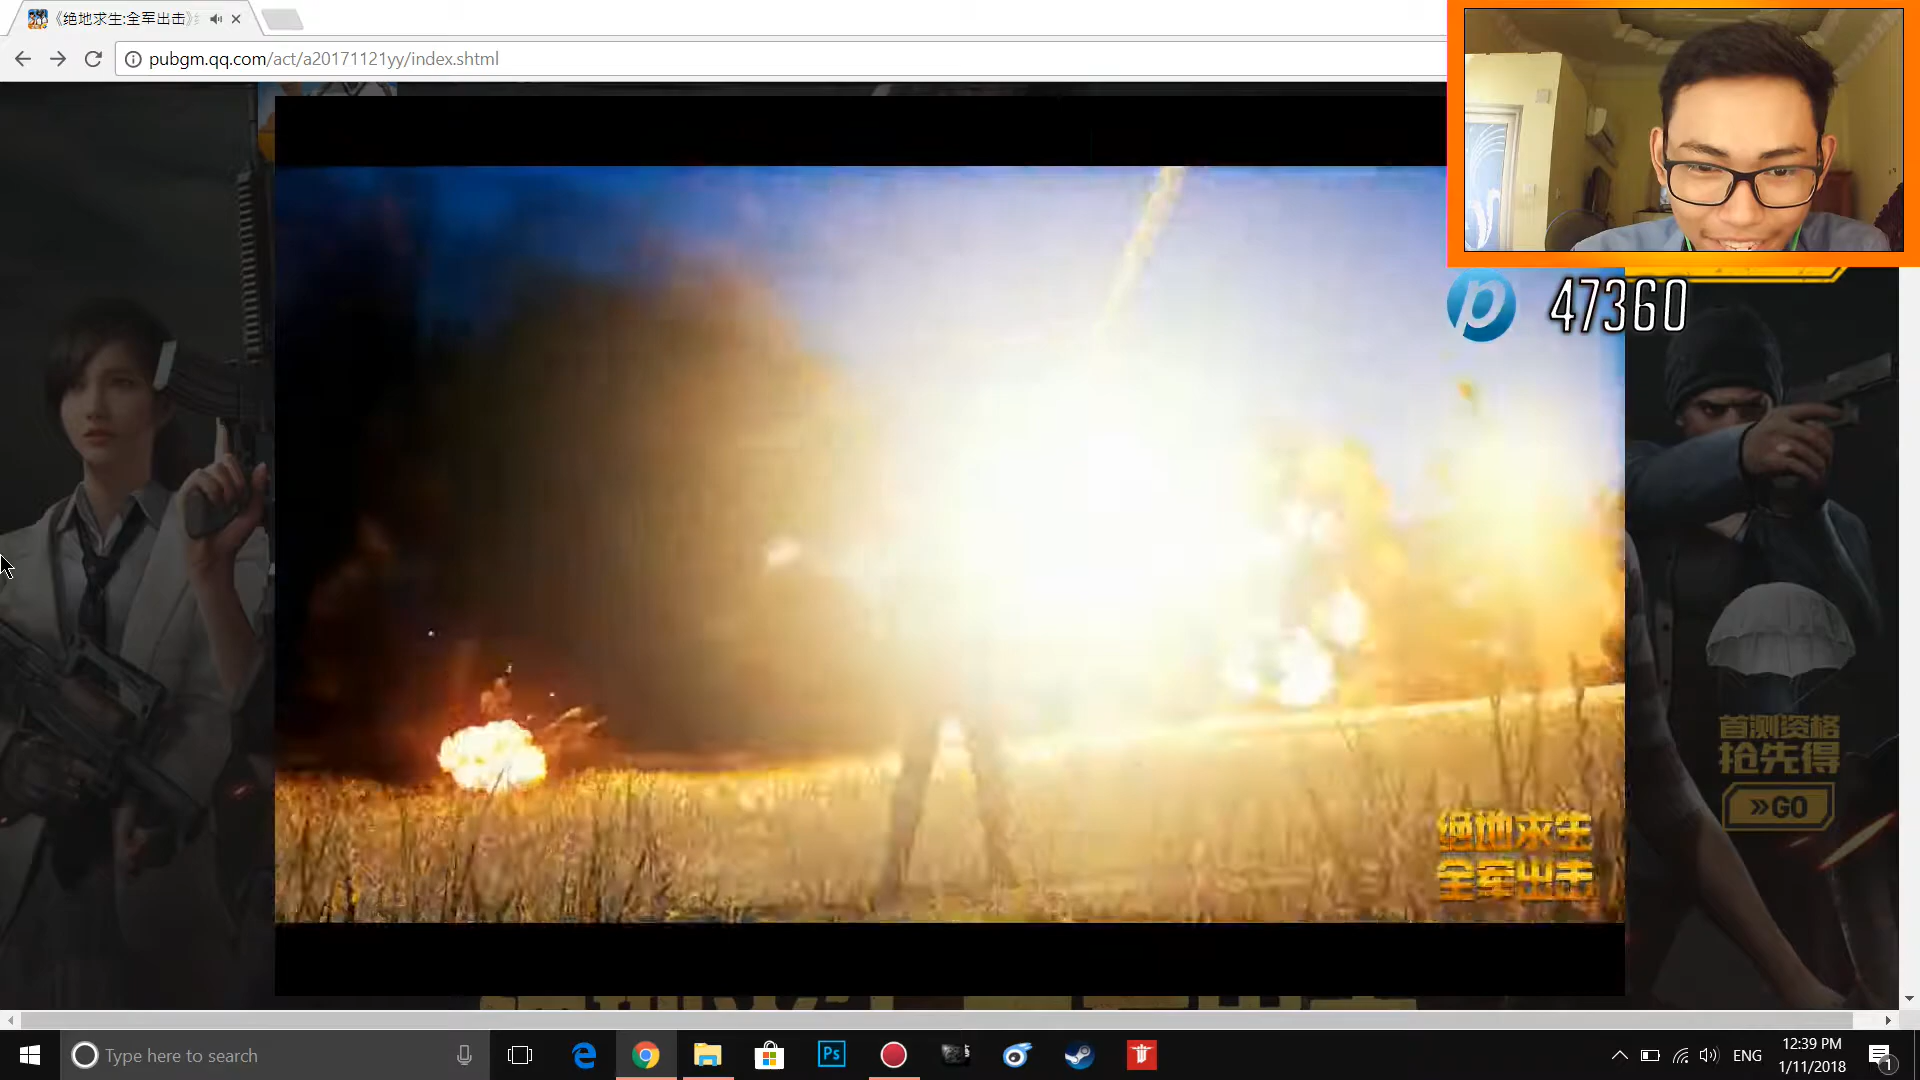 《绝地求生:全军出击》
pubgm.qq.com/act/a20171121yy/index.shtml
p 47360
首测资格
抢先得
»GO
绝地求生
全军出击
Type here to search
Ps
ENG
12:39 PM
1/11/2018
1